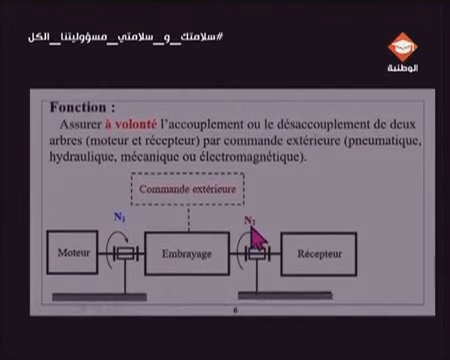 #سلامتك_و_سلامتي_مسؤوليتنا_الكل
الوطنية
Fonction :
Assurer à volonté l'accouplement ou le désaccouplement de deux
arbres (moteur et récepteur) par commande extérieure (pneumatique,
hydraulique, mécanique ou électromagnétique).
Commande extérieure
N₁
N₂
Moteur
Embrayage
Récepteur
6